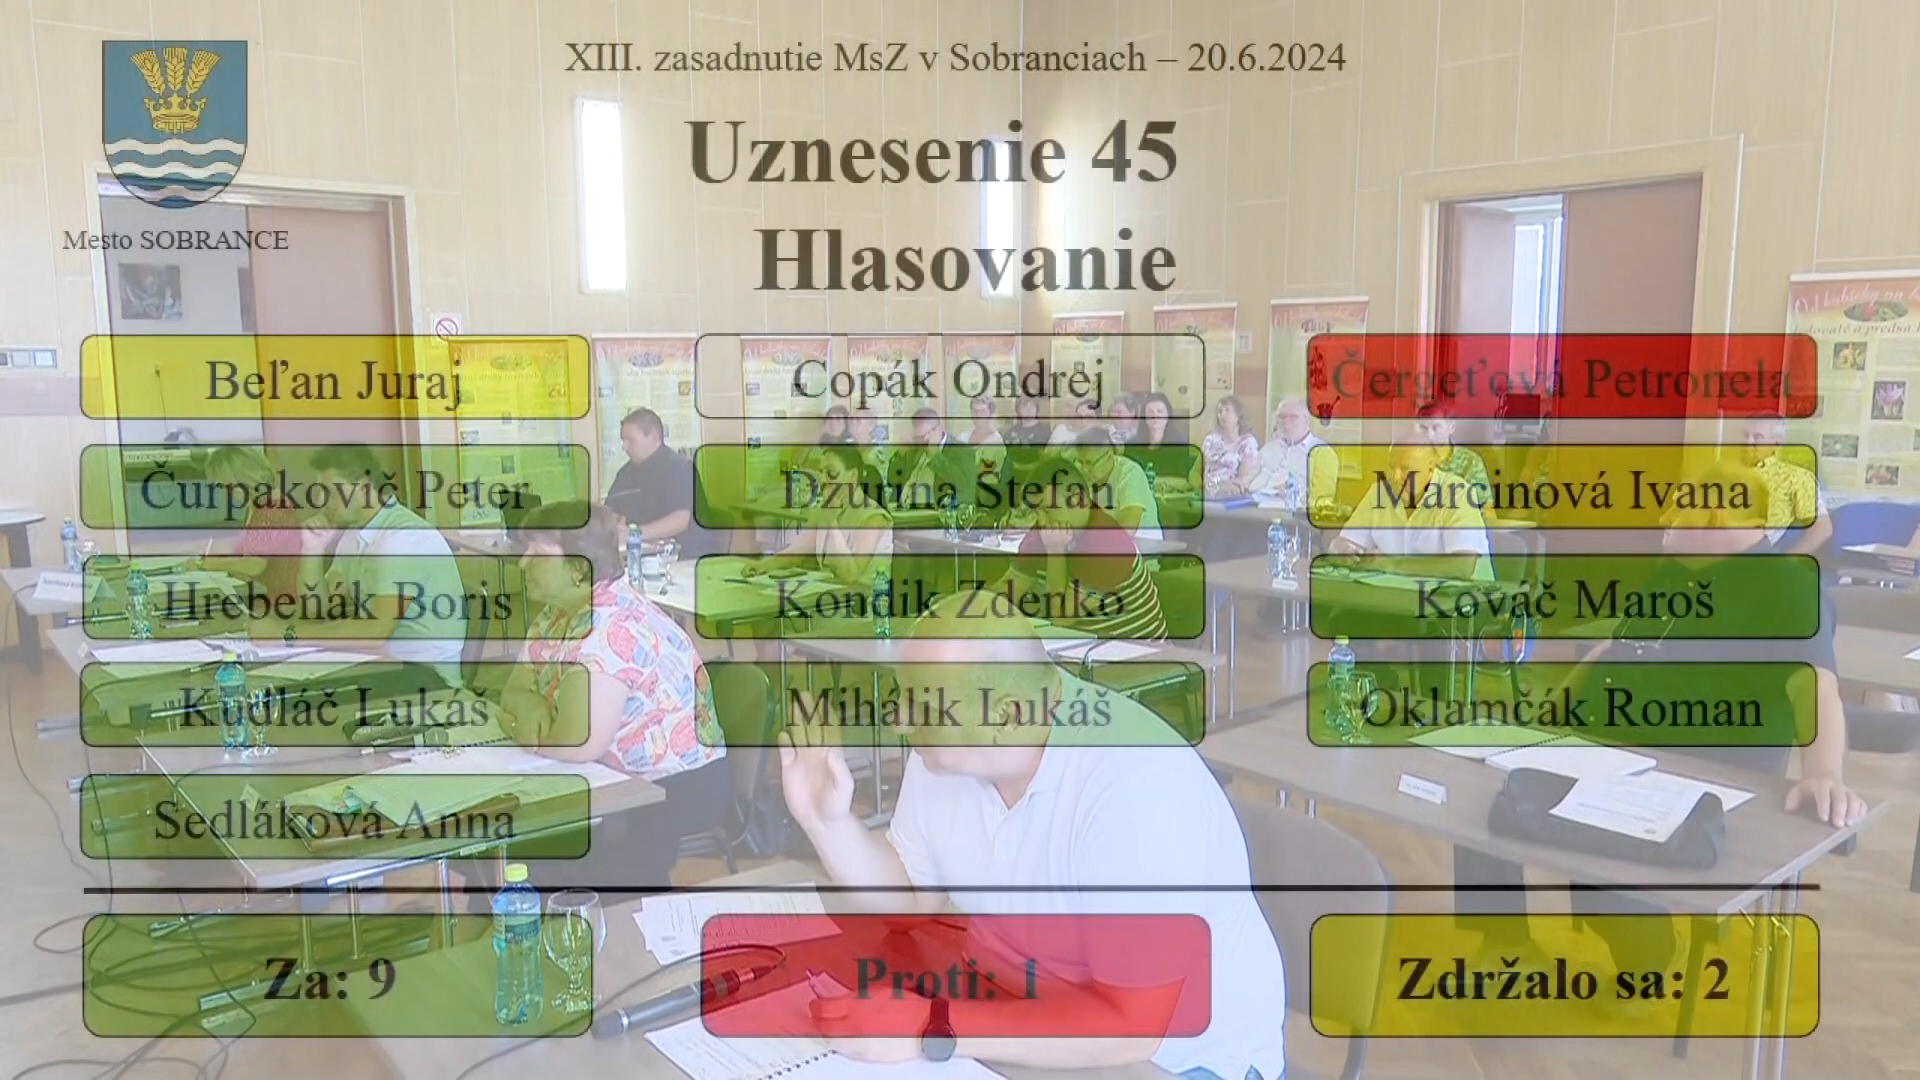 XIII. zasadnutie MsZ v Sobranciach – 20.6.2024
Uznesenie 45
Hlasovanie
Mesto SOBRANCE
Beľan Juraj
Copák Ondrej
Čergeťová Petronela
Čurpakovič Peter
Džurina Štefan
Marcinová Ivana
Hrebeňák Boris
Kondik Zdenko
Kováč Maroš
Kudláč Lukáš
Mihálik Lukáš
Oklamčák Roman
Sedláková Anna
Za: 9
Proti: 1
Zdržalo sa: 2